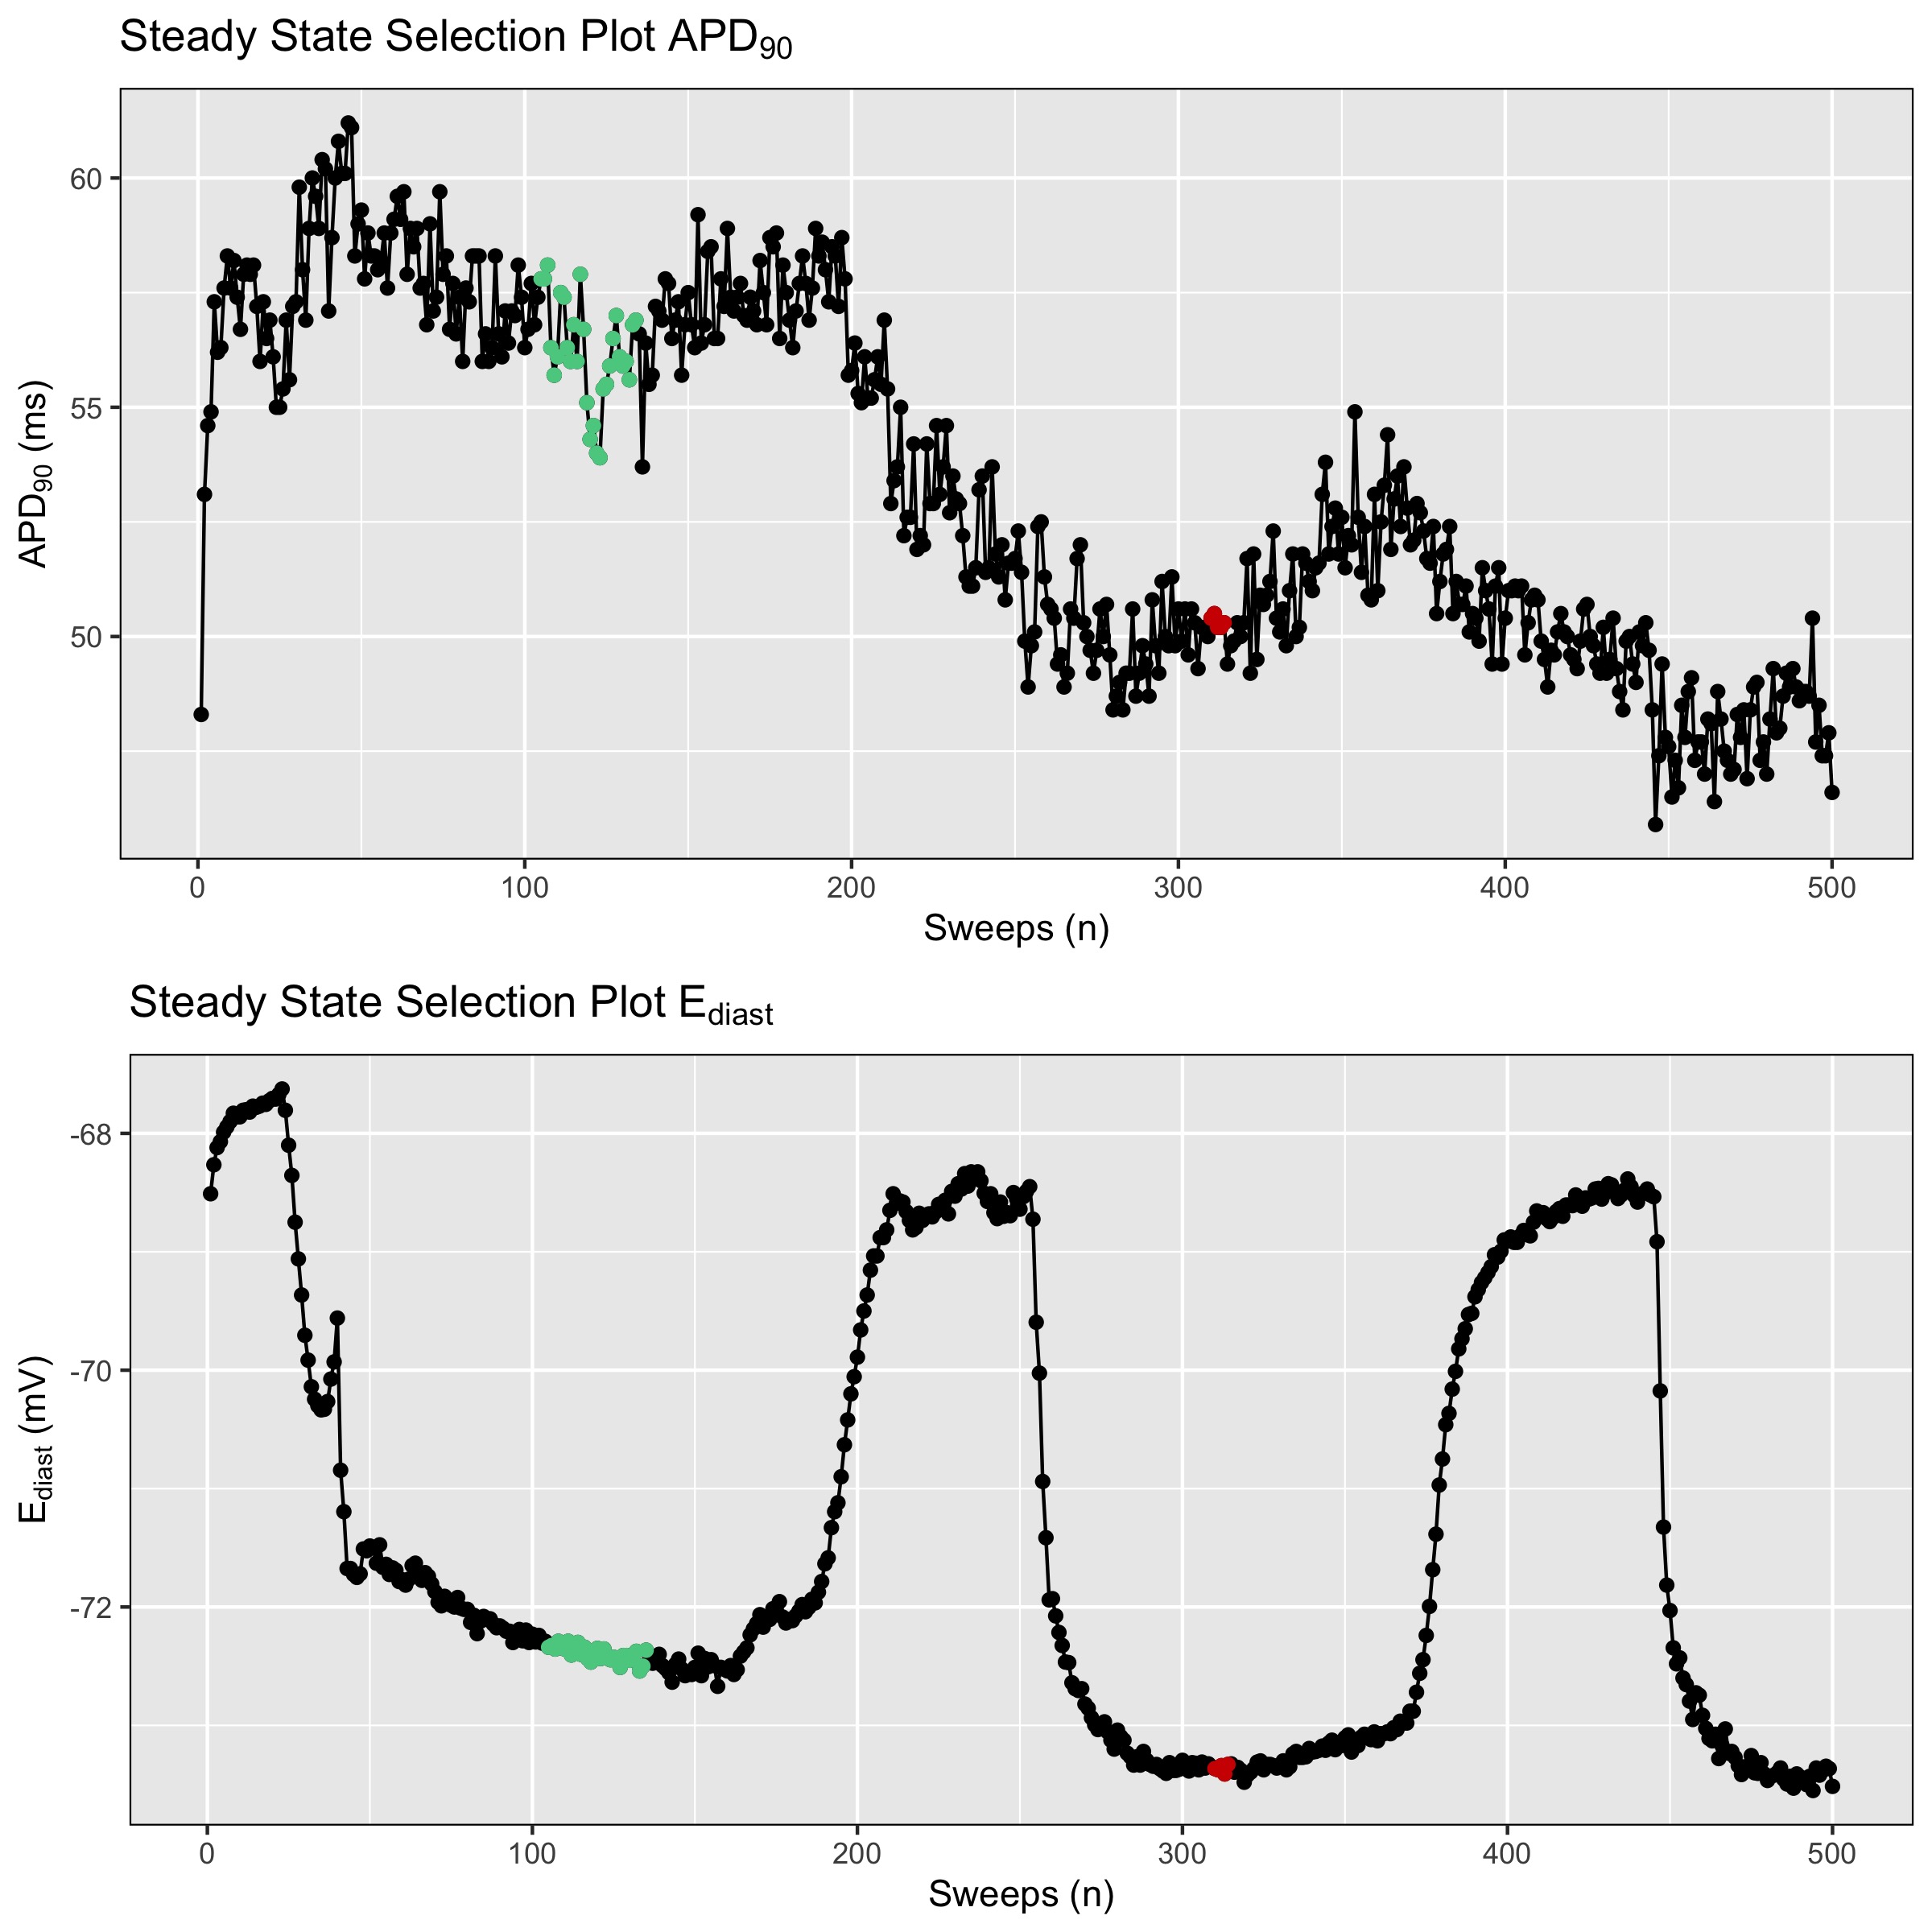 Steady State Selection Plot APD90
60
55
50
APD90 (ms)
0 100 200 300 400 500
Sweeps (n)
Steady State Selection Plot Ediast
-68
-70
-72
Ediast (mV)
0 100 200 300 400 500
Sweeps (n)